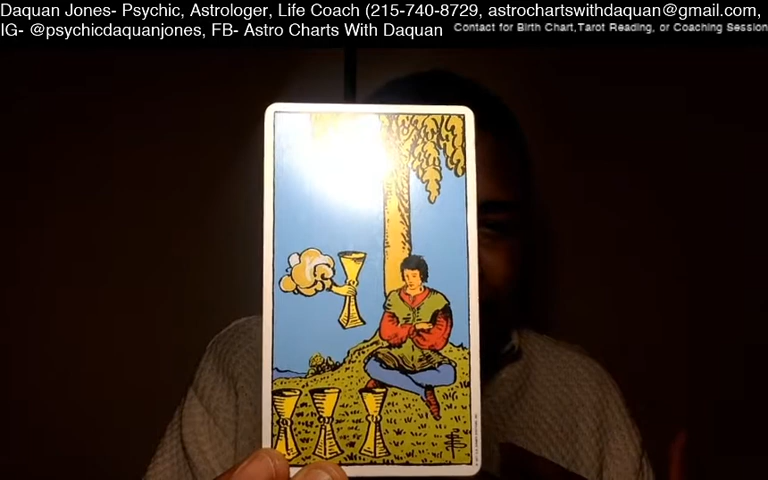 Daquan Jones- Psychic, Astrologer, Life Coach (215-740-8729, astrochartswithdaquan@gmail.com,
IG- @psychicdaquanjones, FB- Astro Charts With Daquan
Contact for Birth Chart,Tarot Reading, or Coaching Session